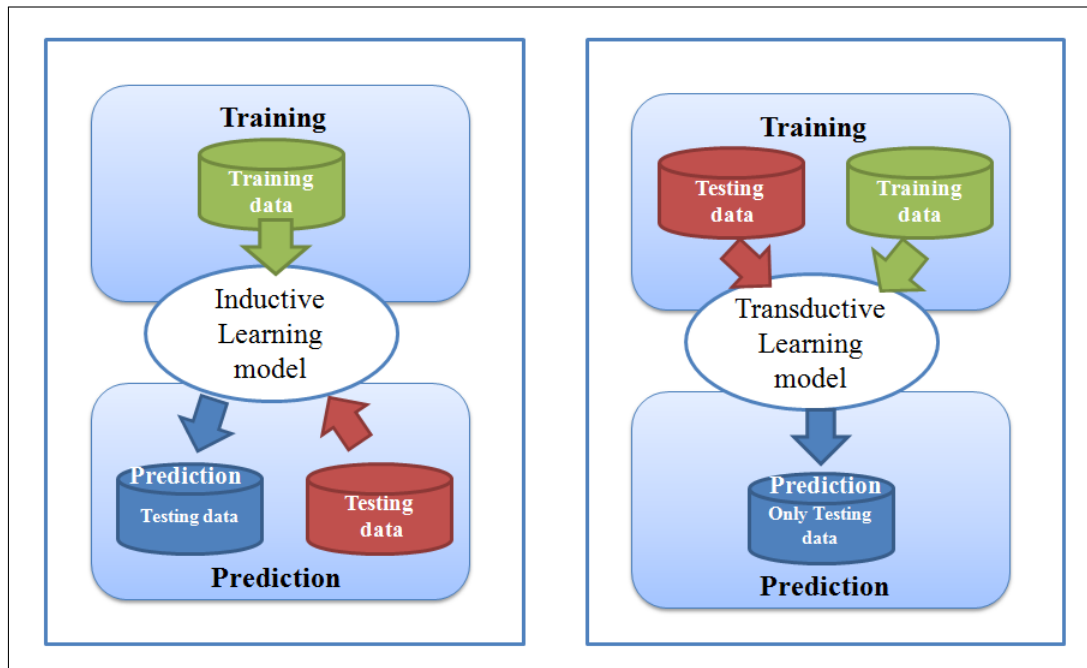 Training
Training
data
Inductive
Learning
model
Prediction
Testing data
Testing
data
Prediction
Training
Testing
data
Training
data
Transductive
Learning
model
Prediction
Only Testing
data
Prediction